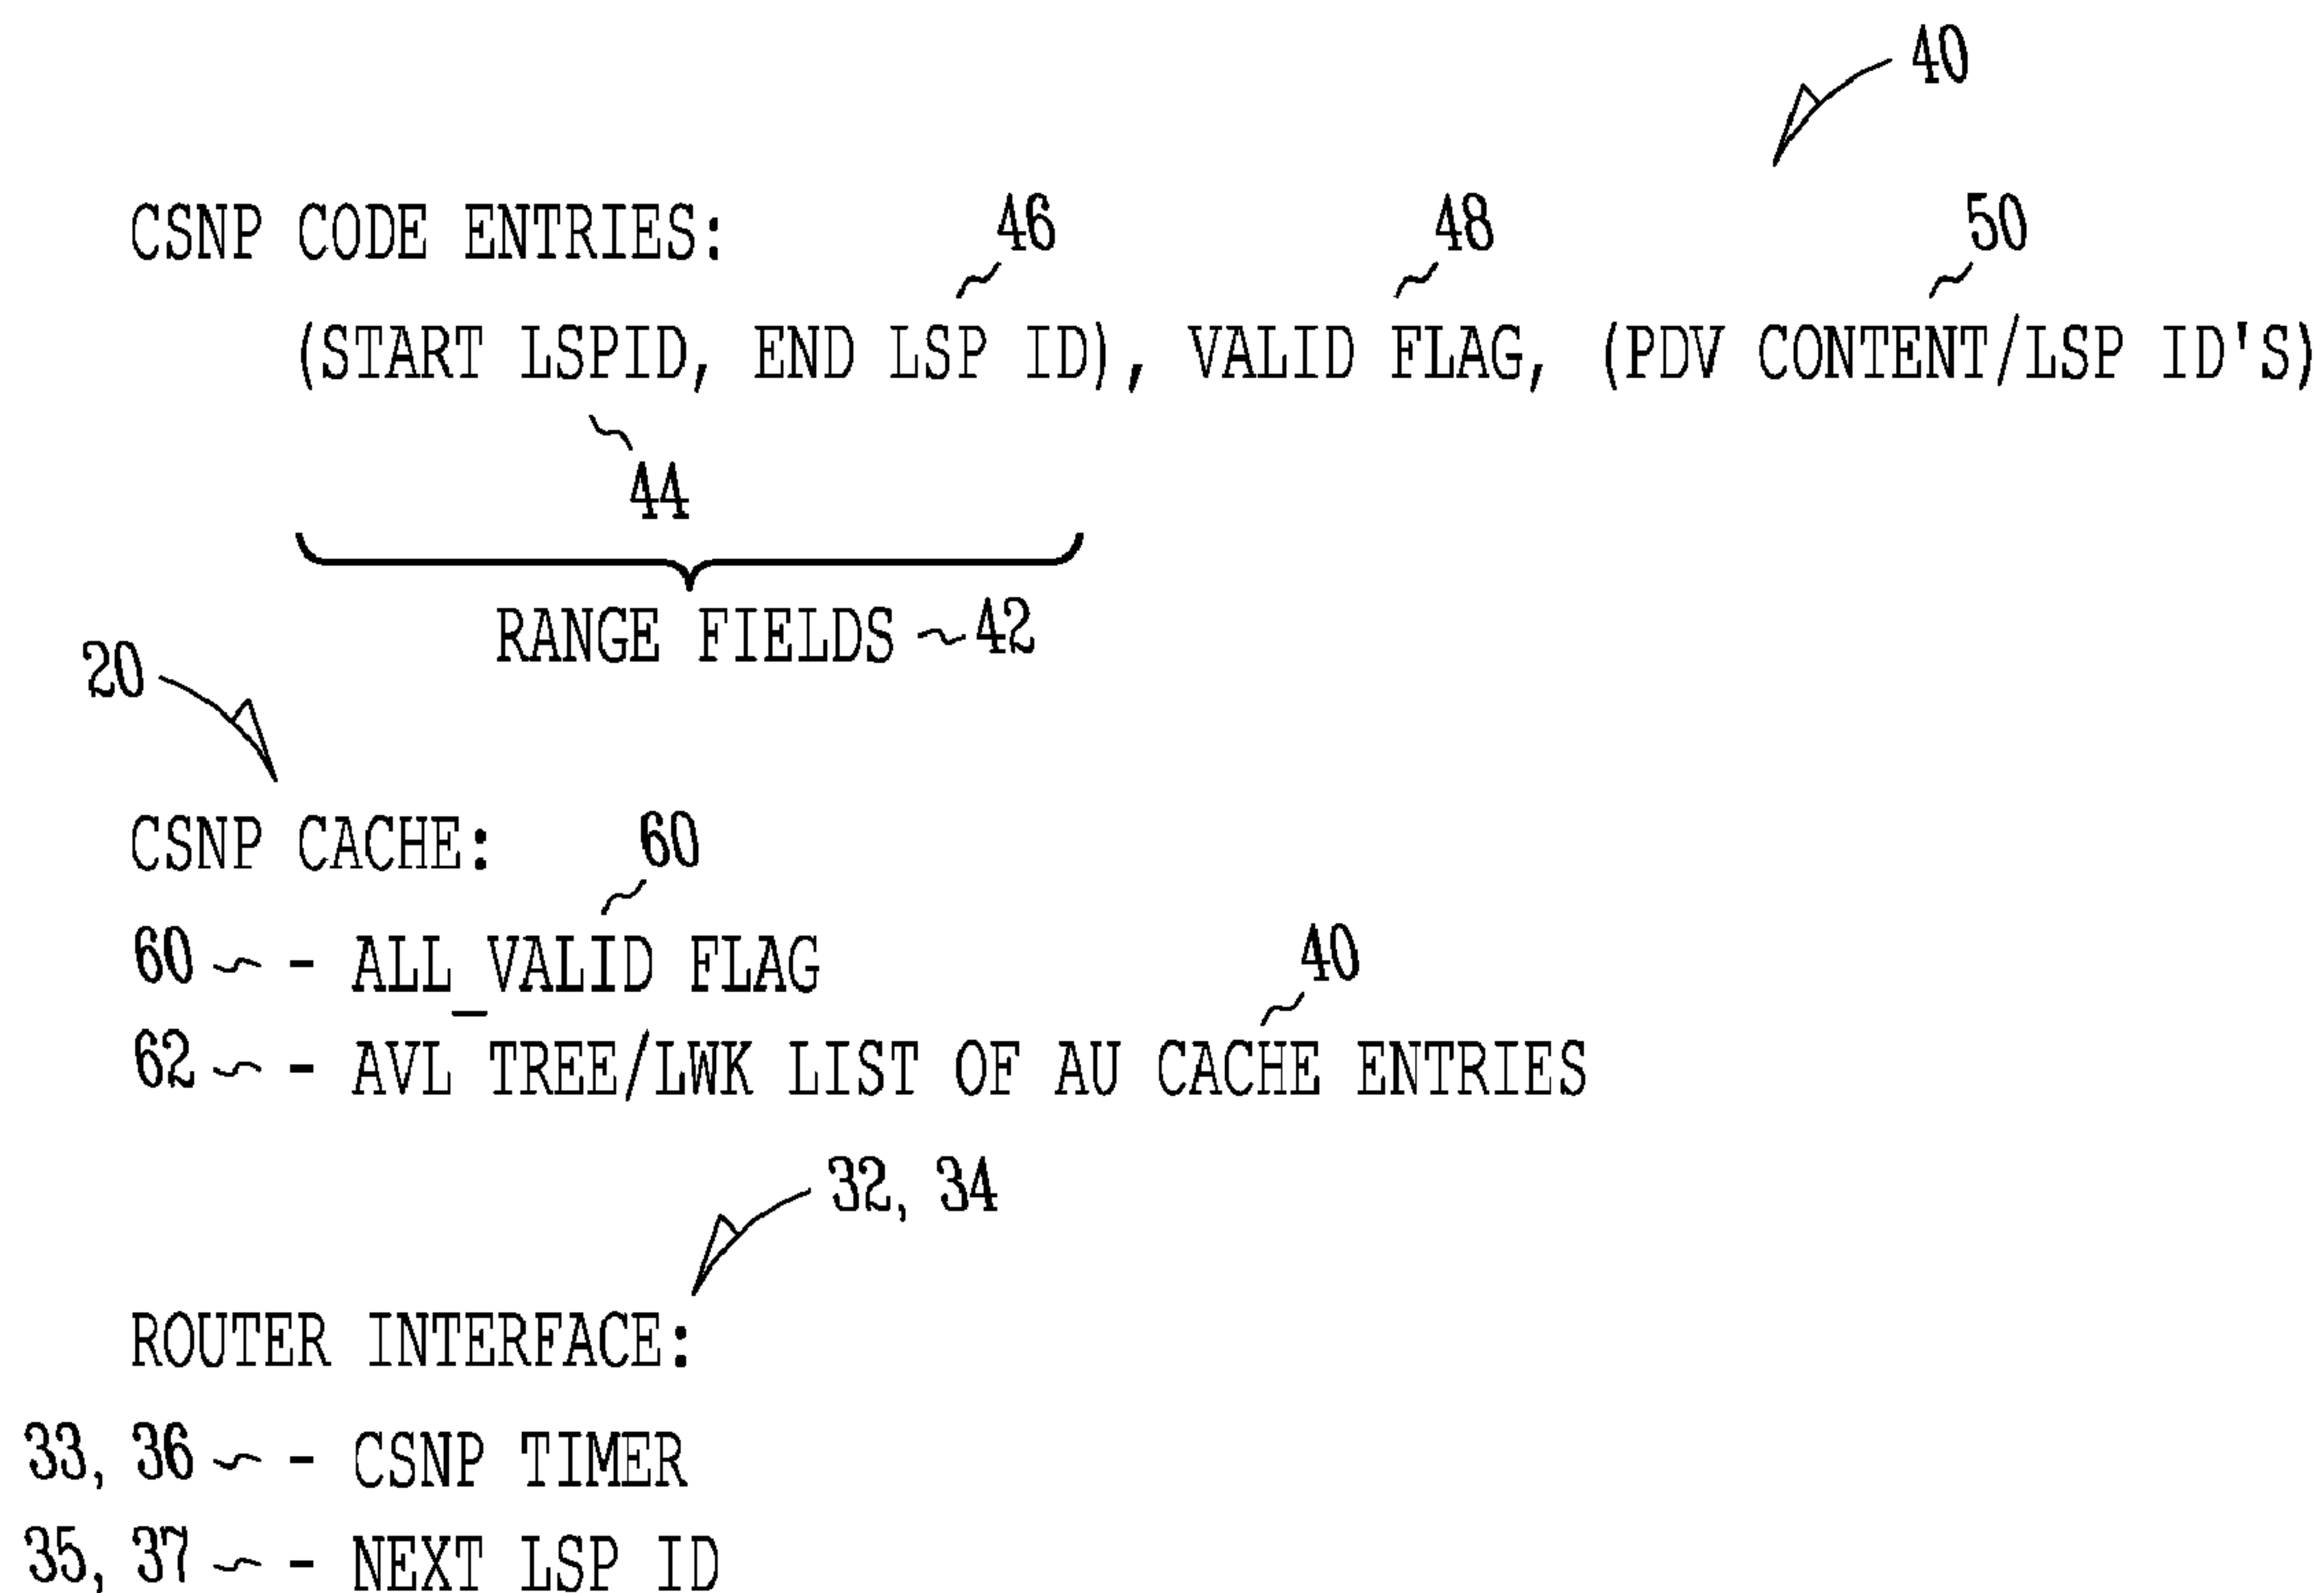 40
CSNP CODE ENTRIES: 46 48 50
(START LSPID, END LSP ID), VALID FLAG, (PDV CONTENT/LSP ID'S)
44
RANGE FIELDS 42
20
CSNP CACHE: 60
60 - ALL_VALID FLAG 40
62 - AVL TREE/LWK LIST OF AU CACHE ENTRIES
32, 34
ROUTER INTERFACE:
33, 36 - CSNP TIMER
35, 37 - NEXT LSP ID